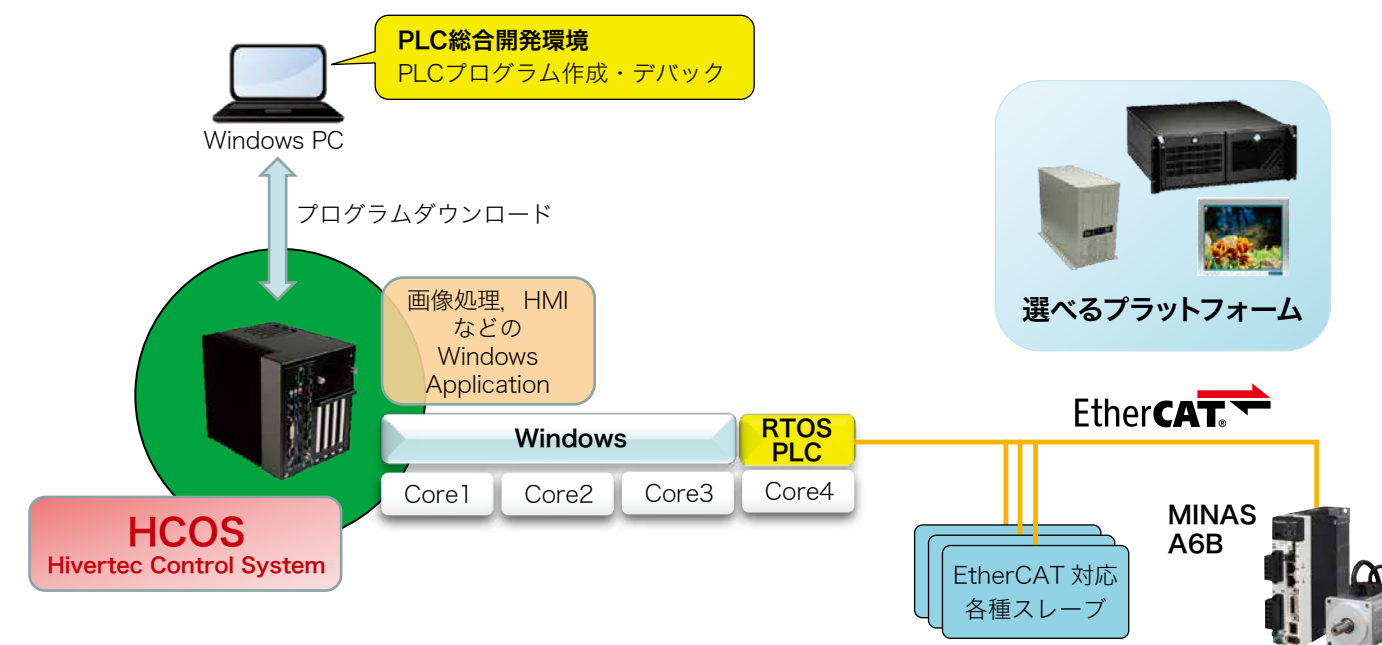 PLC総合開発環境
PLCプログラム作成・デバック
Windows PC
プログラムダウンロード
画像処理，HMI
などの
Windows
Application
選べるプラットフォーム
EtherCAT®
Windows
RTOS
PLC
Core1
Core2
Core3
Core4
HCOS
Hivertec Control System
EtherCAT 対応
各種スレーブ
MINAS
A6B